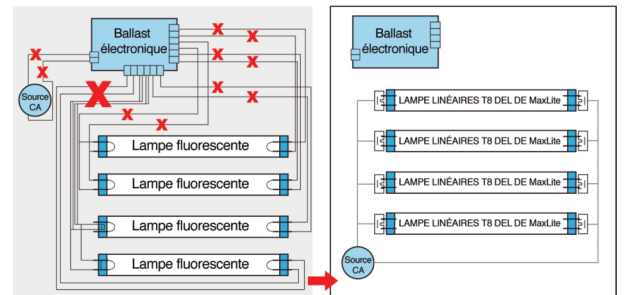 Ballast
électronique
Source
CA
Lampe fluorescente
Lampe fluorescente
Lampe fluorescente
Lampe fluorescente
Ballast
électronique
LAMPE LINÉAIRES T8 DEL DE MaxLite
LAMPE LINÉAIRES T8 DEL DE MaxLite
LAMPE LINÉAIRES T8 DEL DE MaxLite
LAMPE LINÉAIRES T8 DEL DE MaxLite
Source
CA